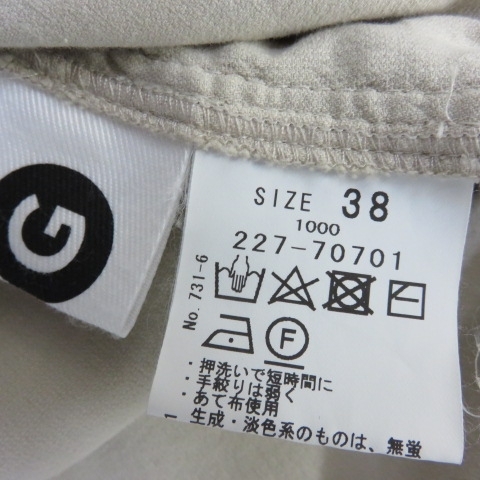 G
SIZE 38
1000
227-70701
No. 731-6
F
・押洗いで短時間に
・手絞りは弱く
・あて布使用
生成・淡色系のものは、無蛍